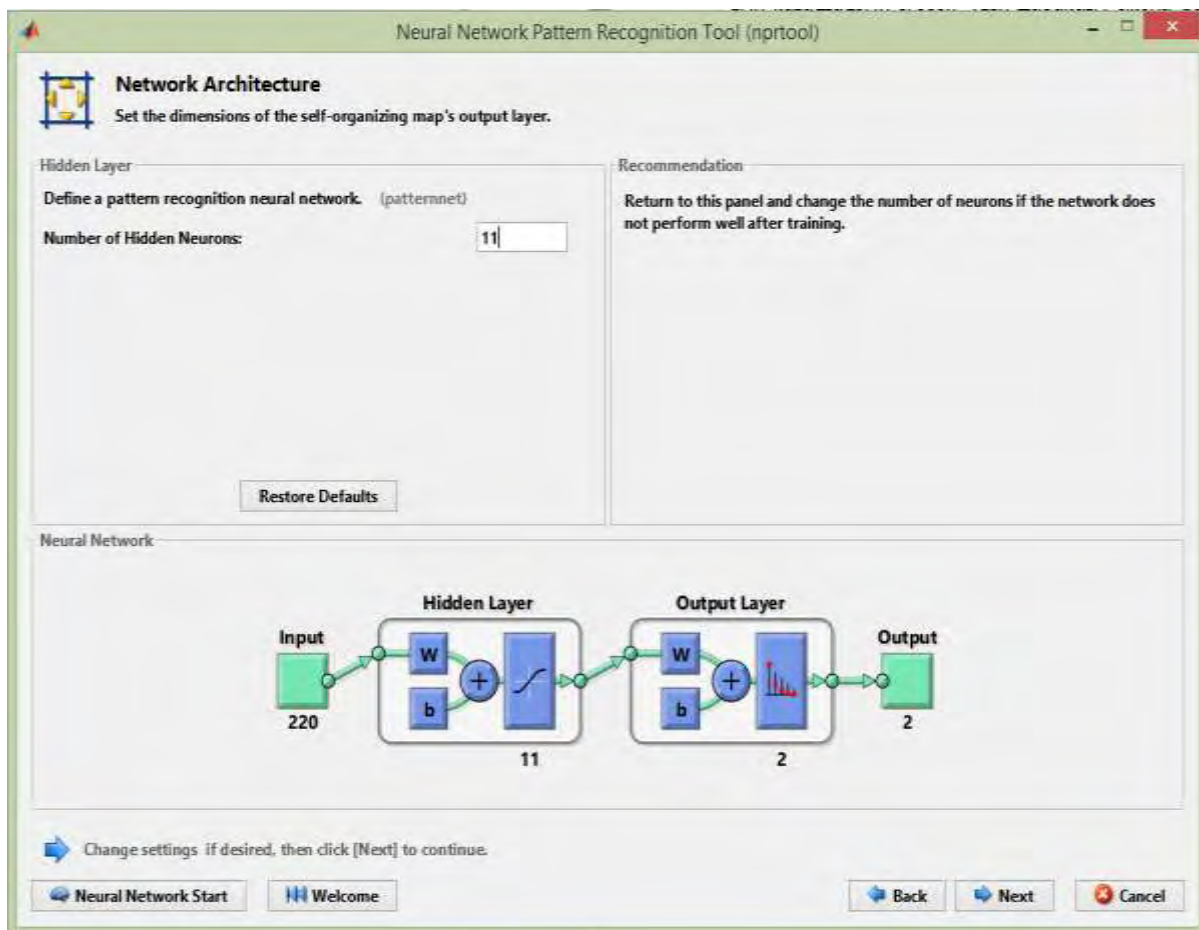 Neural Network Pattern Recognition Tool (nprtool)
Network Architecture
Set the dimensions of the self-organizing map's output layer.
Hidden Layer
Define a pattern recognition neural network. (patternnet)
Number of Hidden Neurons:
11
Restore Defaults
Recommendation
Return to this panel and change the number of neurons if the network does
not perform well after training.
Neural Network
Hidden Layer
Output Layer
Input
Output
W
b
+
W
b
+
220
11
2
2
Change settings if desired, then click [Next] to continue.
Neural Network Start
Welcome
Back
Next
Cancel